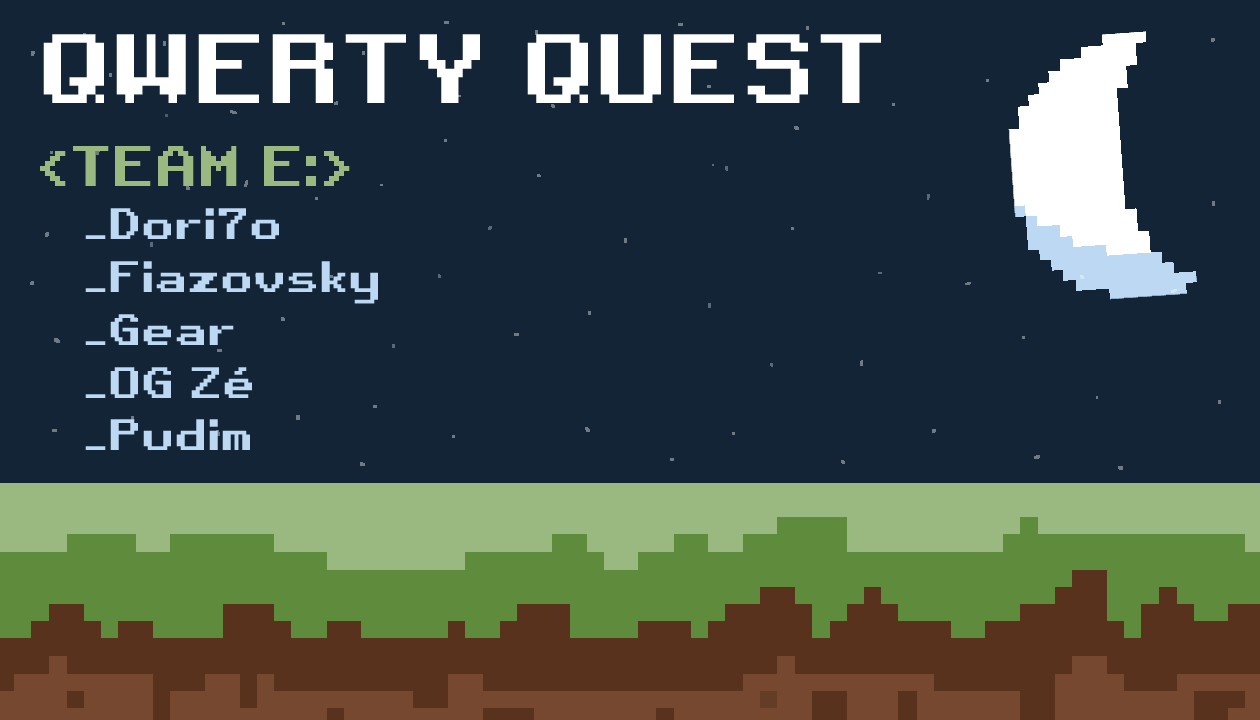 QWERTY QUEST
<TEAM E:>
_Dori7o
_Fiazovsky
_Gear
_OG Zé
_Pudim